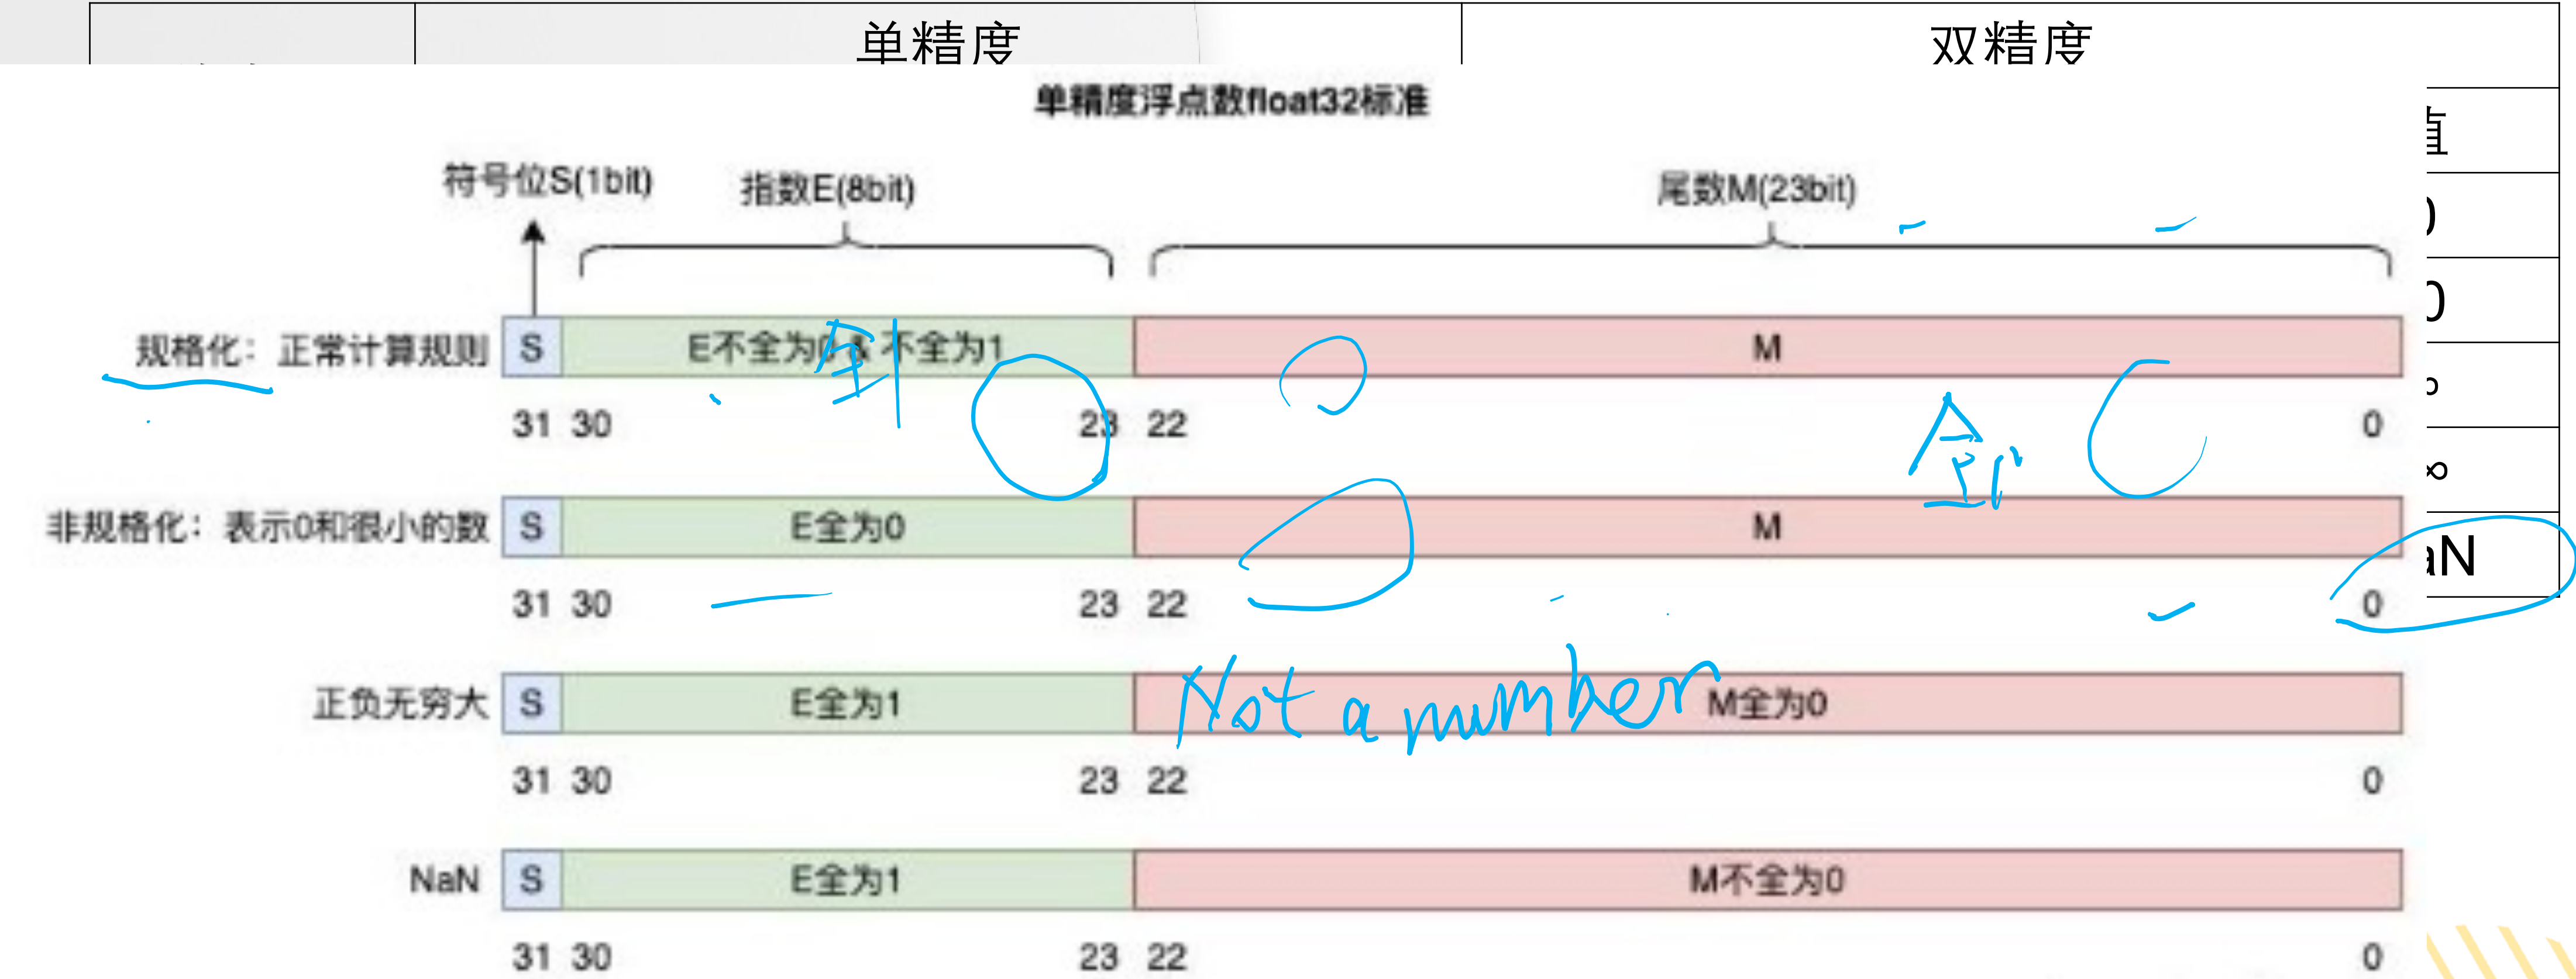 单精度 双精度
单精度浮点数float32标准
值
符号位S(1bit) 指数E(8bit) 尾数M(23bit)
规格化：正常计算规则 S E不全为0 & 不全为1 M
31 30 23 22 0
∞
非规格化：表示0和很小的数 S E全为0 M
aN
31 30 23 22 0
Not a number
正负无穷大 S E全为1 M全为0
31 30 23 22 0
NaN S E全为1 M不全为0
31 30 23 22 0